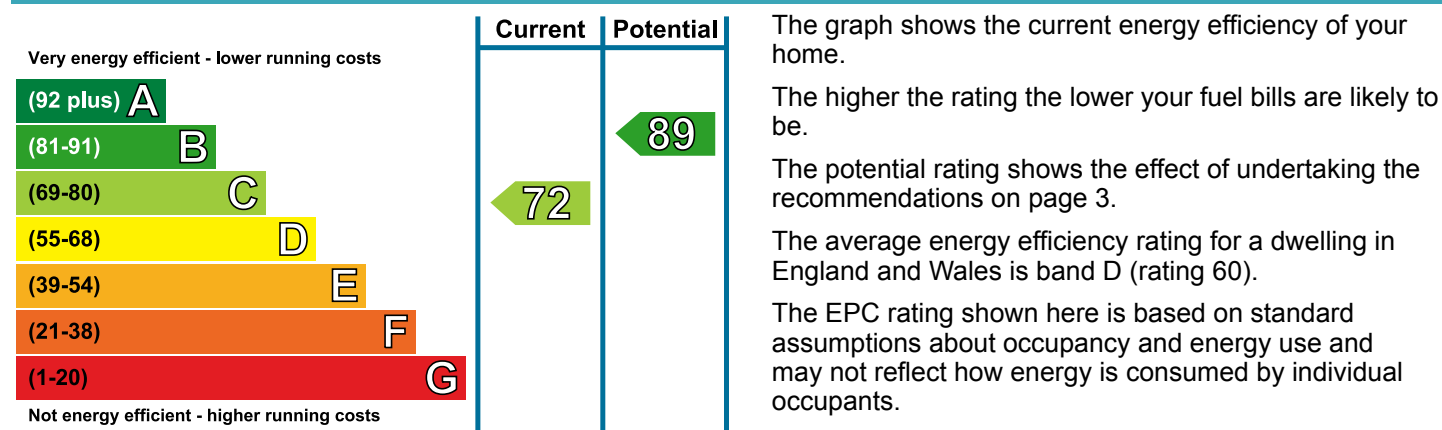 Current Potential
Very energy efficient - lower running costs
(92 plus) A
(81-91) B
89
(69-80) C
72
(55-68) D
(39-54) E
(21-38) F
(1-20) G
Not energy efficient - higher running costs
The graph shows the current energy efficiency of your
home.
The higher the rating the lower your fuel bills are likely to
be.
The potential rating shows the effect of undertaking the
recommendations on page 3.
The average energy efficiency rating for a dwelling in
England and Wales is band D (rating 60).
The EPC rating shown here is based on standard
assumptions about occupancy and energy use and
may not reflect how energy is consumed by individual
occupants.